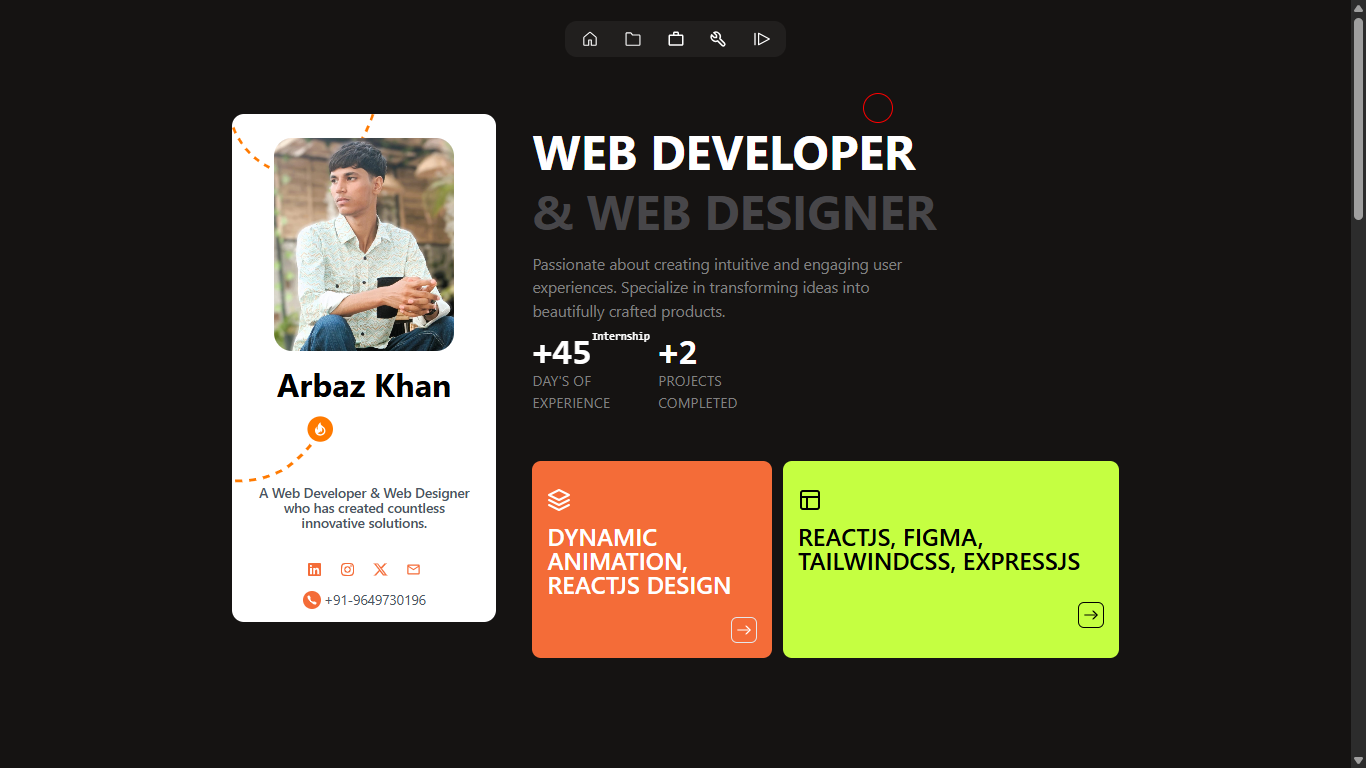 Arbaz Khan
A Web Developer & Web Designer
who has created countless
innovative solutions.
+91-9649730196
WEB DEVELOPER
& WEB DESIGNER
Passionate about creating intuitive and engaging user
experiences. Specialize in transforming ideas into
beautifully crafted products.
+45 Internship
DAY'S OF
EXPERIENCE
+2
PROJECTS
COMPLETED
DYNAMIC
ANIMATION,
REACTJS DESIGN
REACTJS, FIGMA,
TAILWINDCSS, EXPRESSJS